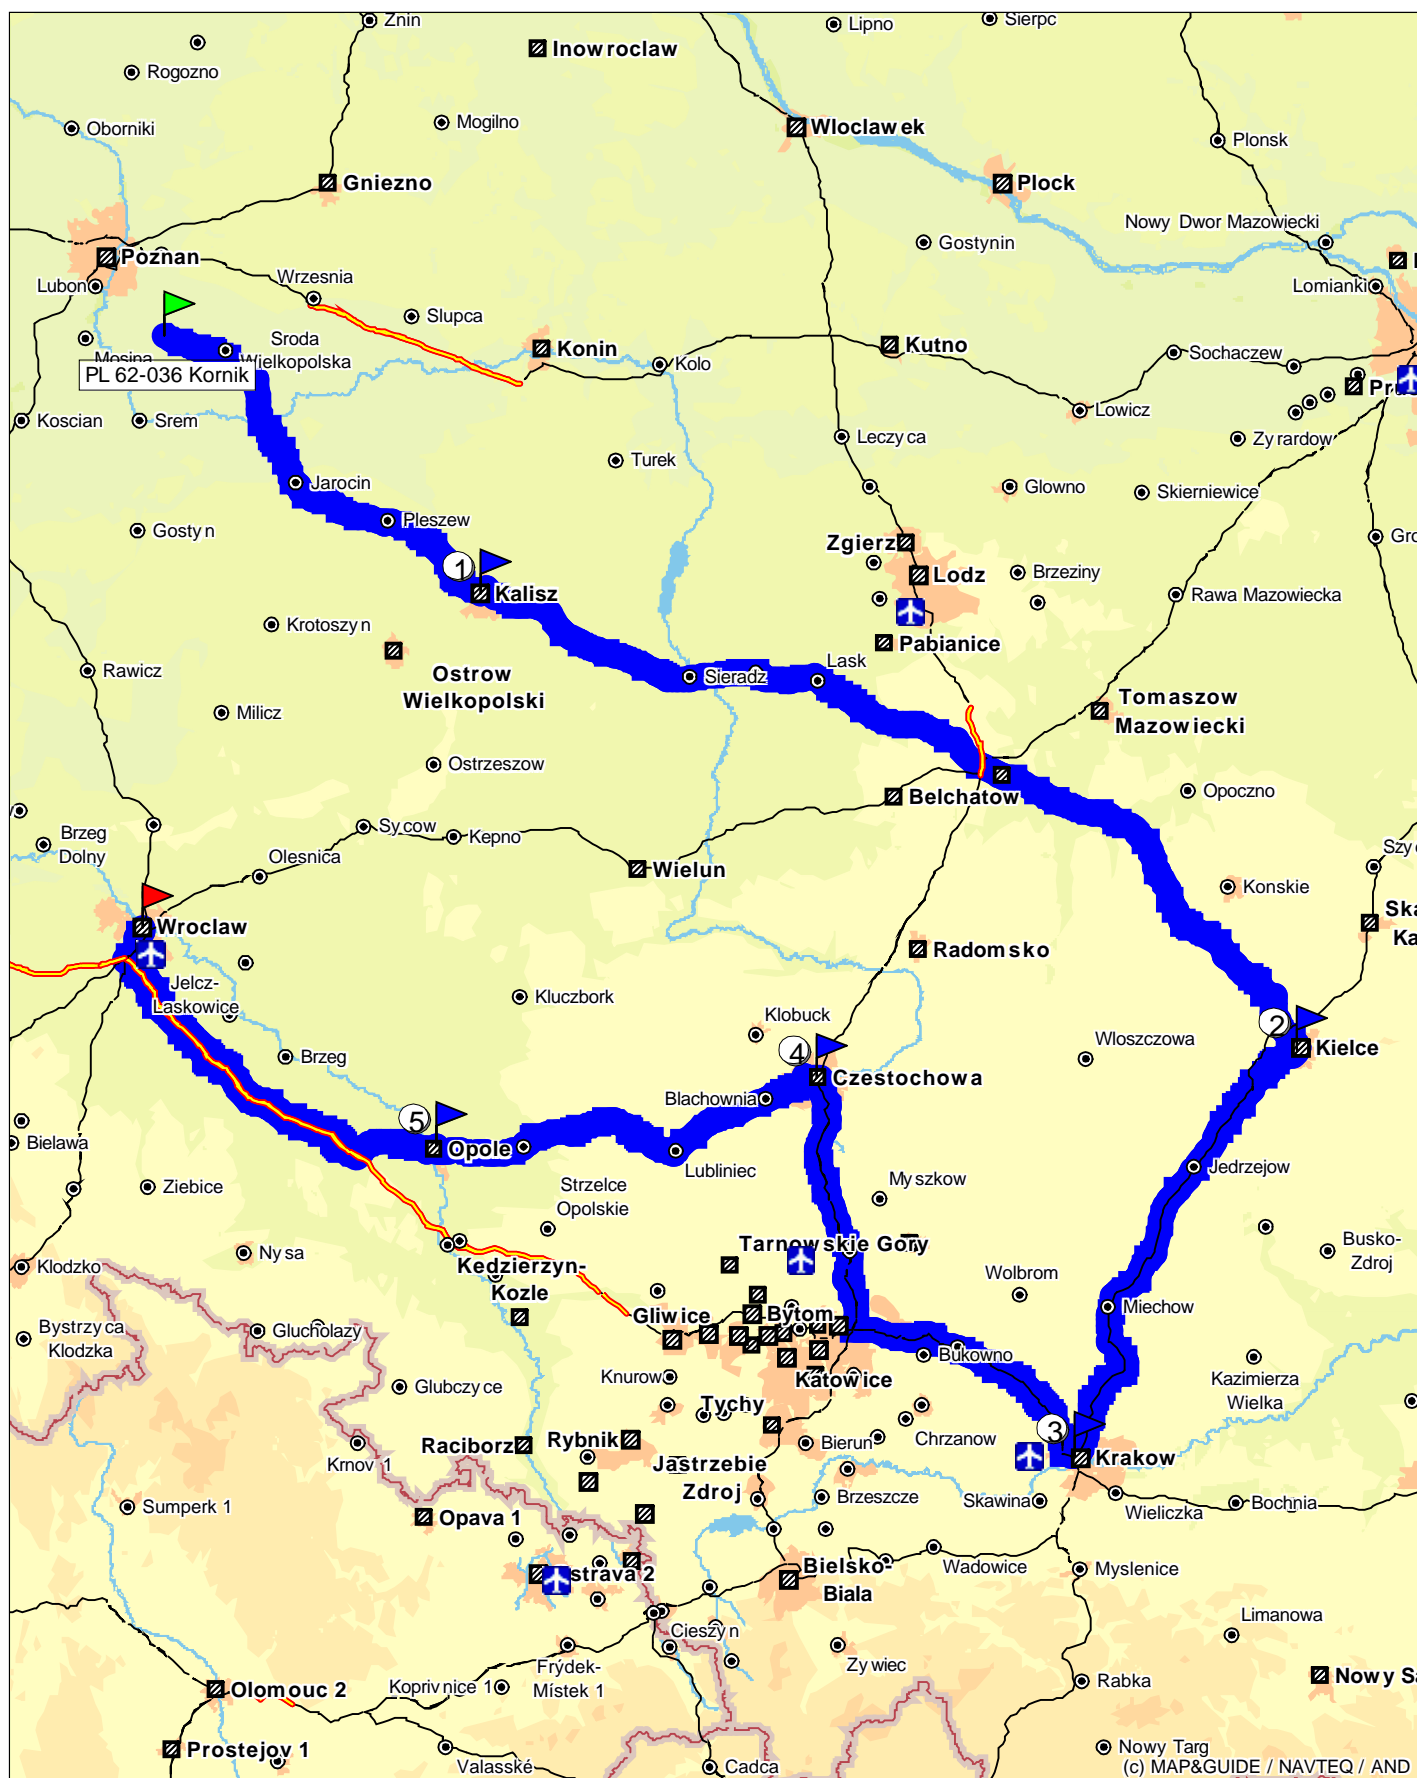 Znin
Lipno
Sierpc
Inowroclaw
Rogozno
Mogilno
Oborniki
Wloclawek
Plonsk
Gniezno
Plock
Nowy Dwor Mazowiecki
Gostynin
Poznan
Lubon
Wrzesnia
Lomianki
Slupca
Sroda
Wielkopolska
Mosina
Konin
Kolo
Kutno
Sochaczew
PL 62-036 Kornik
Koscian
Srem
Lowicz
Leczyca
Zyrardow
Turek
Jarocin
Glowno
Skierniewice
Gostyn
Pleszew
Zgierz
1
Lodz
Brzeziny
Kalisz
Rawa Mazowiecka
Krotoszyn
Pabianice
Rawicz
Ostrow
Wielkopolski
Sieradz
Lask
Tomaszow
Mazowiecki
Milicz
Ostrzeszow
Belchatow
Opoczno
Brzeg
Dolny
Sycow
Kepno
Olesnica
Wielun
Konskie
Wroclaw
Radomsko
Jelcz-
Laskowice
Kluczbork
Klobuck
2
Wloszczowa
Kielce
Brzeg
4
Czestochowa
Blachownia
5
Bielawa
Opole
Lubliniec
Jedrzejow
Ziebice
Strzelce
Opolskie
Myszkow
Nysa
Tarnowskie Gory
Busko-
Zdroj
Klodzko
Kedzierzyn-
Kozle
Wolbrom
Miechow
Bystrzyca
Klodzka
Glucholazy
Gliwice
Bytom
Bukowno
Knurow
Katowice
Kazimierza
Wielka
Glubczyce
Tychy
3
Krnov 1
Raciborz
Rybnik
Bierun
Chrzanow
Krakow
Jastrzebie
Zdroj
Sumperk 1
Opava 1
Brzeszcze
Skawina
Wieliczka
Bochnia
strava 2
Bielsko-
Biala
Wadowice
Myslenice
Limanowa
Cieszyn
Frýdek-
Místek 1
Zywiec
Olomouc 2
Koprivnice 1
Rabka
Prostejov 1
Valasské
Cadca
Nowy Targ
(c) MAP&GUIDE / NAVTEQ / AND